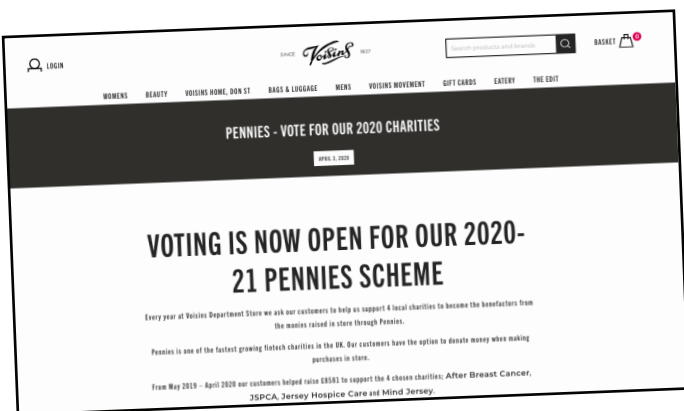 LOGIN
SINCE Voisins 1837
Search products and brands
BASKET 0
WOMENS BEAUTY VOISINS HOME, DON ST BAGS & LUGGAGE MENS VOISINS MOVEMENT GIFT CARDS EATERY THE EDIT
PENNIES - VOTE FOR OUR 2020 CHARITIES
APRIL 3, 2020
VOTING IS NOW OPEN FOR OUR 2020-
21 PENNIES SCHEME
Every year at Voisins Department Store we ask our customers to help us support 4 local charities to become the benefactors from
the monies raised in store through Pennies.
Pennies is one of the fastest growing fintech charities in the UK. Our customers have the option to donate money when making
purchases in store.
From May 2019 – April 2020 our customers helped raise £8561 to support the 4 chosen charities; After Breast Cancer,
JSPCA, Jersey Hospice Care and Mind Jersey.